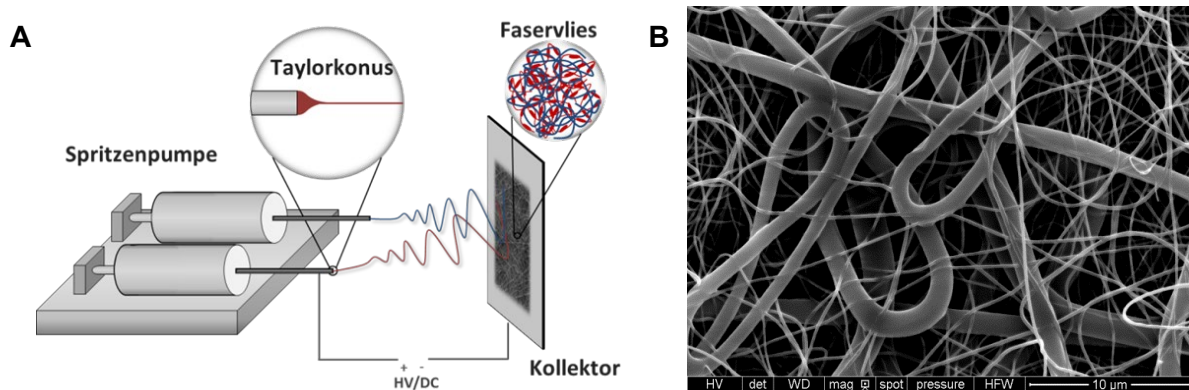 A
Taylorkonus
Faservlies
Spritzenpumpe
+ -
HV/DC
Kollektor
B
HV det WD mag spot pressure HFW 10 µm